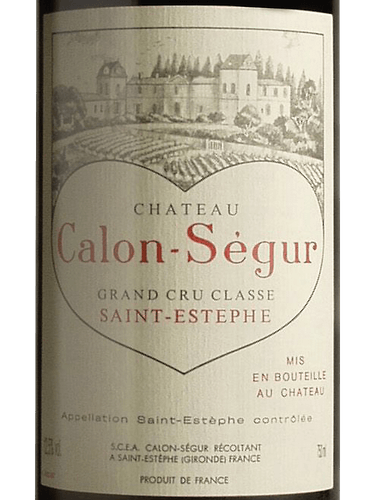 CHATEAU
Calon-Ségur
GRAND CRU CLASSE
SAINT-ESTEPHE
MIS
EN BOUTEILLE
AU CHATEAU
Appellation Saint-Estèphe contrôlée
S.C.E.A. CALON-SÉGUR RÉCOLTANT
A SAINT-ESTÈPHE (GIRONDE) FRANCE
PRODUIT DE FRANCE